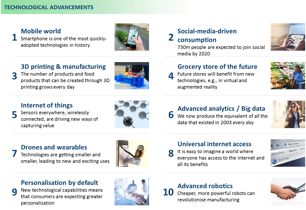 TECHNOLOGICAL ADVANCEMENTS
1
Mobile world
Smartphone is one of the most quickly-
adopted technologies in history
2
Social-media-driven
consumption
730m people are expected to join social
media by 2020
3
3D printing & manufacturing
The number of products and food
products that can be created through 3D
printing grows every day
4
Grocery store of the future
Future stores will benefit from new
technologies, e.g., in virtual and
augmented reality
5
Internet of things
Sensors everywhere, wirelessly
connected, are driving new ways of
capturing value
6
Advanced analytics / Big data
We now produce the equivalent of all the
data that existed in 2003 every day
7
Drones and wearables
Technologies are getting smaller and
smaller, leading to new and exciting uses
8
Universal internet access
It is easy to imagine a world where
everyone has access to the internet and
all its benefits
9
Personalisation by default
New technological capabilities means
that consumers are expecting greater
personalisation
10
Advanced robotics
Cheaper, more powerful robots can
revolutionise manufacturing